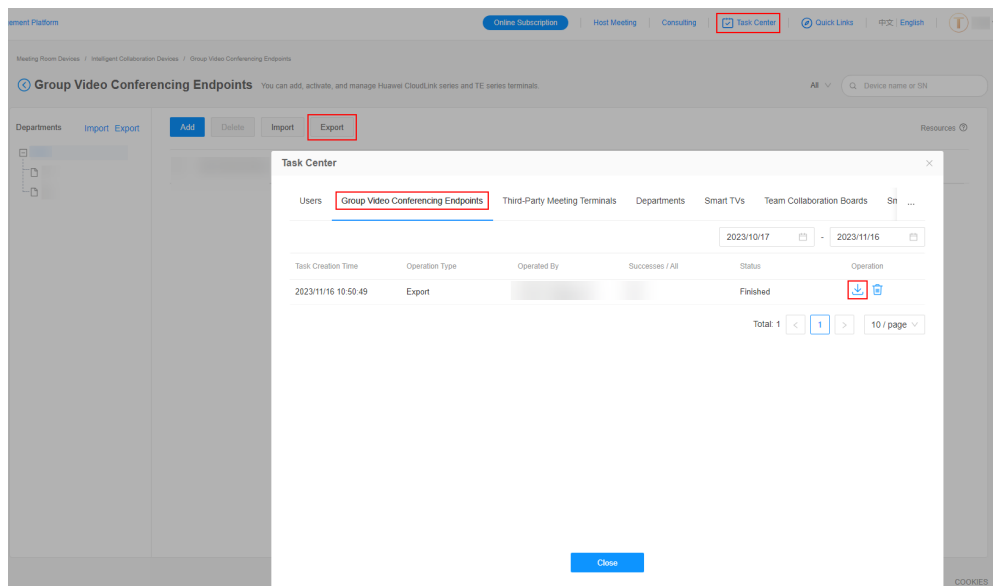 ement Platform Online Subscription Host Meeting Consulting Task Center Quick Links 中文 English
Meeting Room Devices / Intelligent Collaboration Devices / Group Video Conferencing Endpoints
Group Video Conferencing Endpoints You can add, activate, and manage Huawei CloudLink series and TE series terminals. All Device name or SN
Departments Import Export Add Delete Import Export Resources
Task Center
Users Group Video Conferencing Endpoints Third-Party Meeting Terminals Departments Smart TVs Team Collaboration Boards Sm ...
2023/10/17 - 2023/11/16
Task Creation Time Operation Type Operated By Successes / All Status Operation
2023/11/16 10:50:49 Export Finished
Total: 1 < 1 > 10 / page
Close
COOKIES